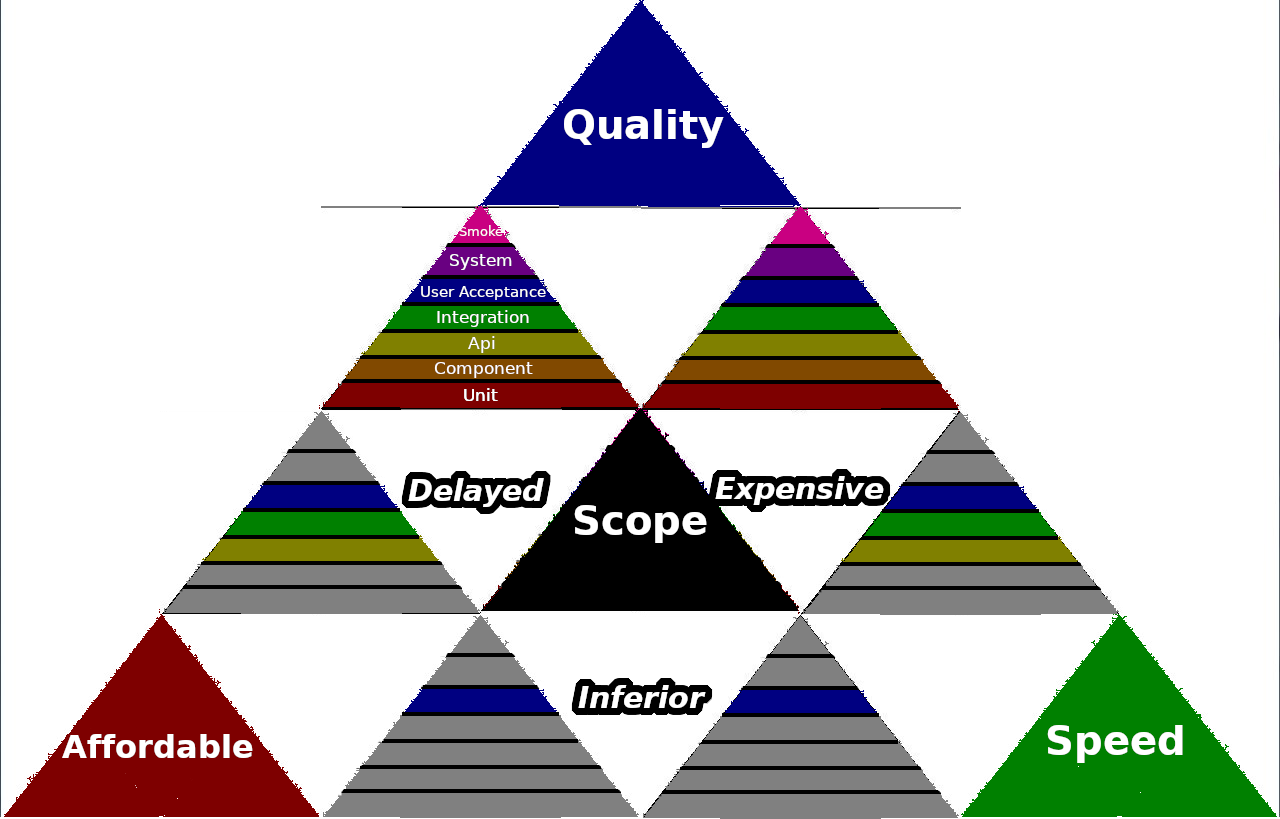 Quality
Smoke
System
User Acceptance
Integration
Api
Component
Unit
Delayed
Expensive
Scope
Inferior
Affordable
Speed